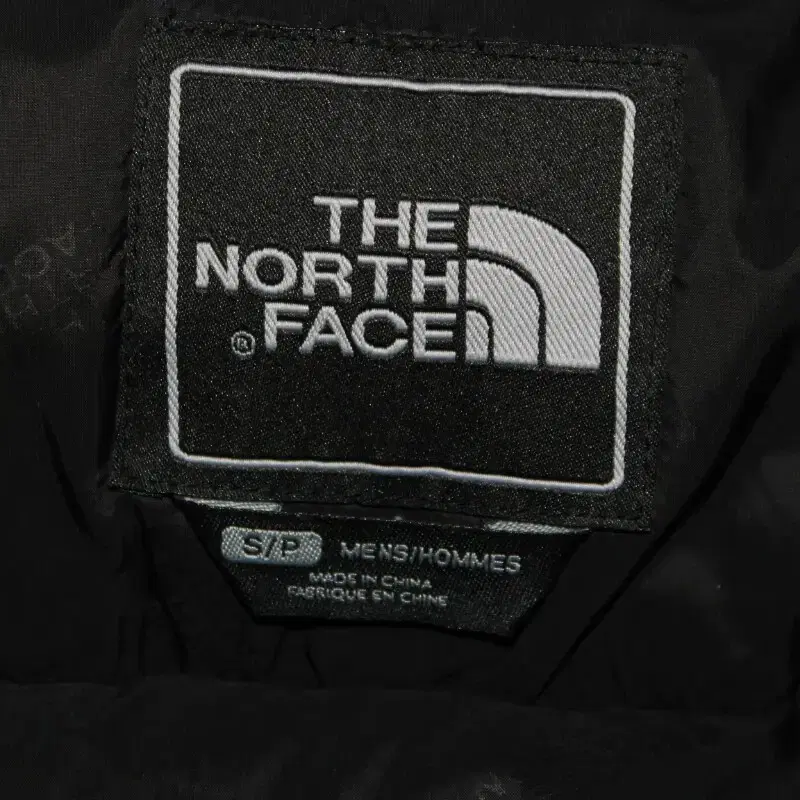 THE
NORTH
® FACE
S/P MENS/HOMMES
MADE IN CHINA
FABRIQUE EN CHINE